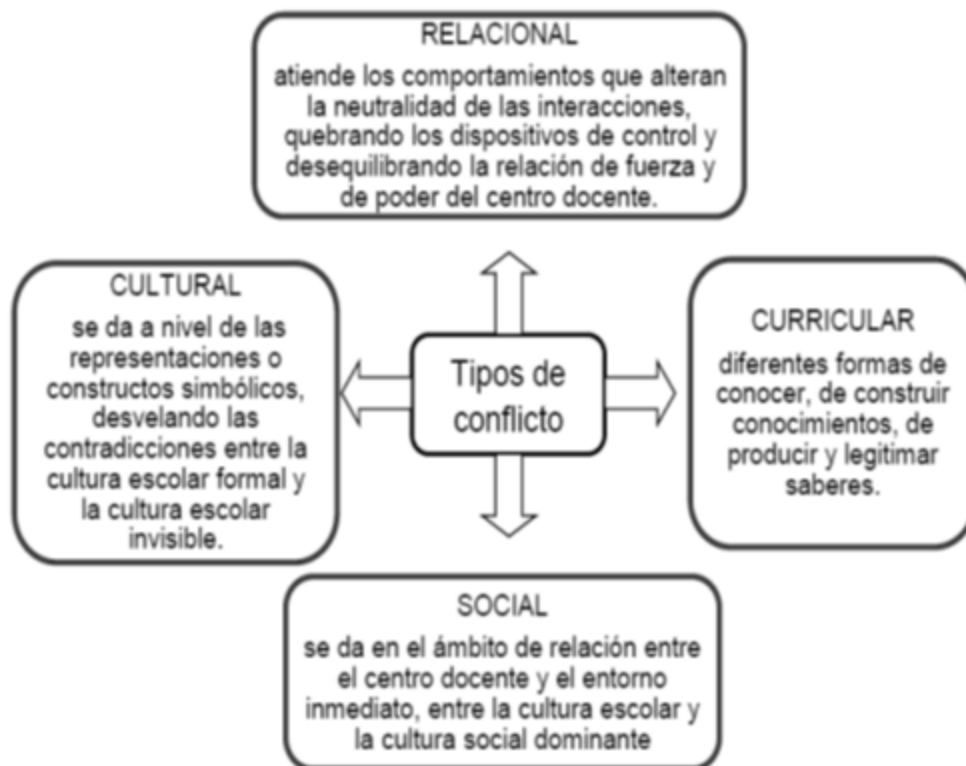 RELACIONAL
atiende los comportamientos que alteran
la neutralidad de las interacciones,
quebrando los dispositivos de control y
desequilibrando la relación de fuerza y
de poder del centro docente.
CULTURAL
se da a nivel de las
representaciones o
constructos simbólicos,
desvelando las
contradicciones entre la
cultura escolar formal y
la cultura escolar
invisible.
Tipos de
conflicto
CURRICULAR
diferentes formas de
conocer, de construir
conocimientos, de
producir y legitimar
saberes.
SOCIAL
se da en el ámbito de relación entre
el centro docente y el entorno
inmediato, entre la cultura escolar y
la cultura social dominante